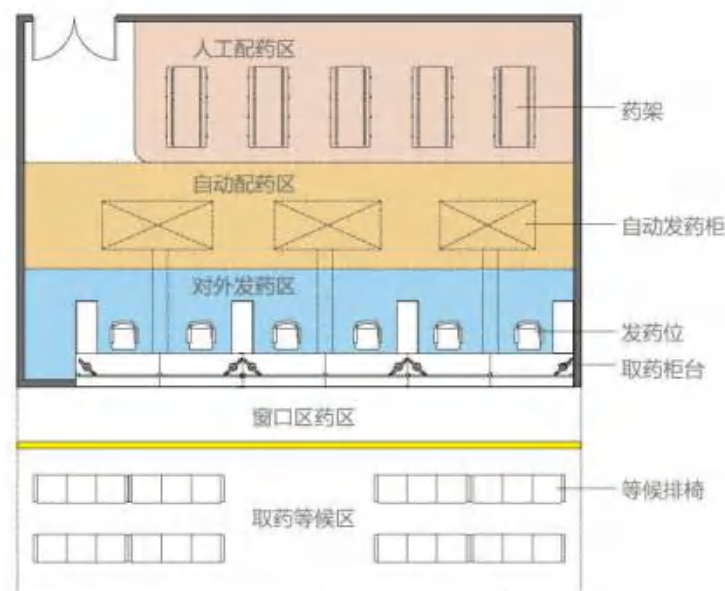 人工配药区
药架
自动配药区
自动发药柜
对外发药区
发药位
取药柜台
窗口区药区
等候排椅
取药等候区